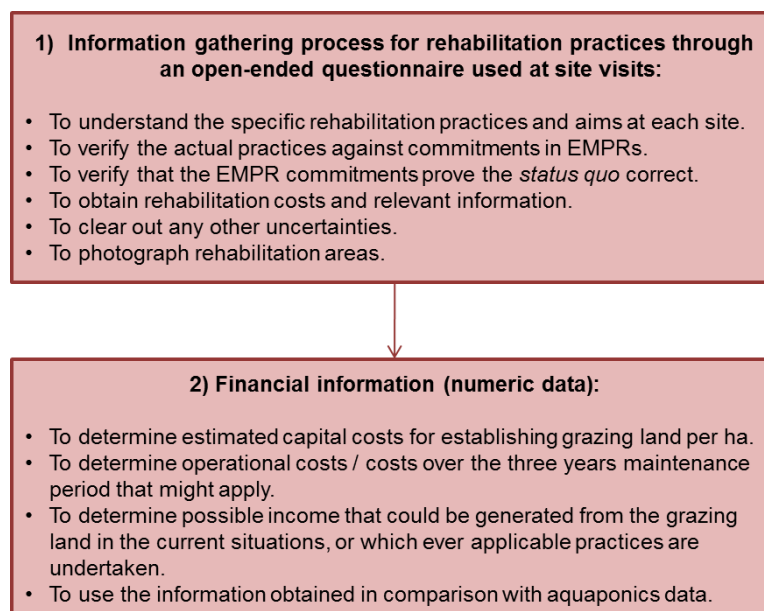 1) Information gathering process for rehabilitation practices through
an open-ended questionnaire used at site visits:
• To understand the specific rehabilitation practices and aims at each site.
• To verify the actual practices against commitments in EMPRs.
• To verify that the EMPR commitments prove the status quo correct.
• To obtain rehabilitation costs and relevant information.
• To clear out any other uncertainties.
• To photograph rehabilitation areas.
2) Financial information (numeric data):
• To determine estimated capital costs for establishing grazing land per ha.
• To determine operational costs / costs over the three years maintenance
period that might apply.
• To determine possible income that could be generated from the grazing
land in the current situations, or which ever applicable practices are
undertaken.
• To use the information obtained in comparison with aquaponics data.